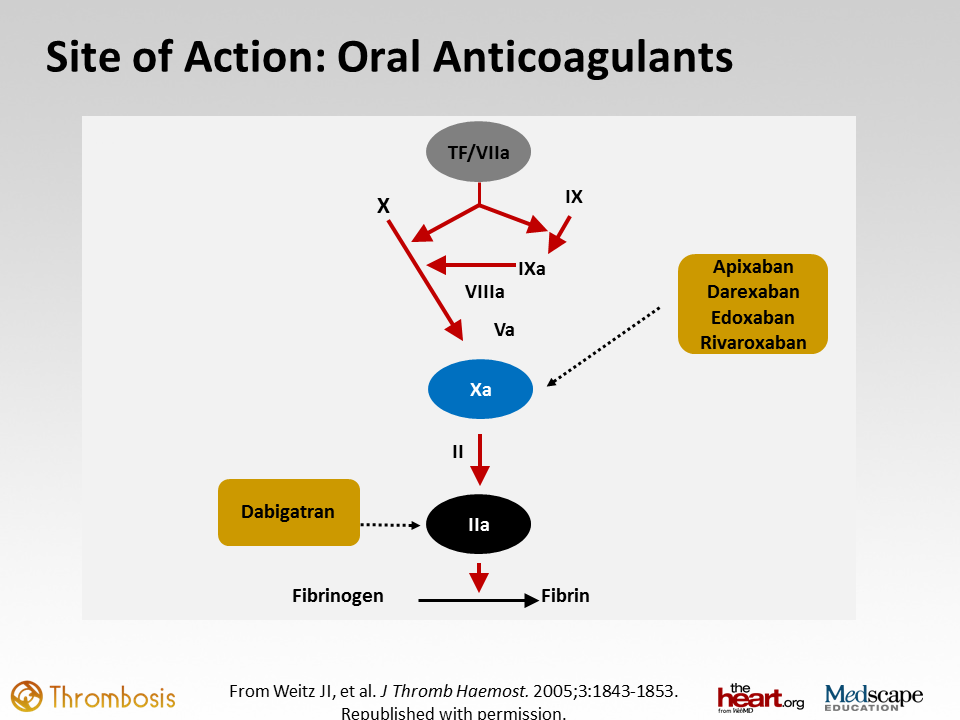 Site of Action: Oral Anticoagulants
TF/VIIa
X
IX
IXa
VIIIa
Va
Apixaban
Darexaban
Edoxaban
Rivaroxaban
Xa
II
Dabigatran
IIa
Fibrinogen
Fibrin
Thrombosis
From Weitz JI, et al. J Thromb Haemost. 2005;3:1843-1853.
Republished with permission.
the
heart.org
from WebMD
Medscape
EDUCATION